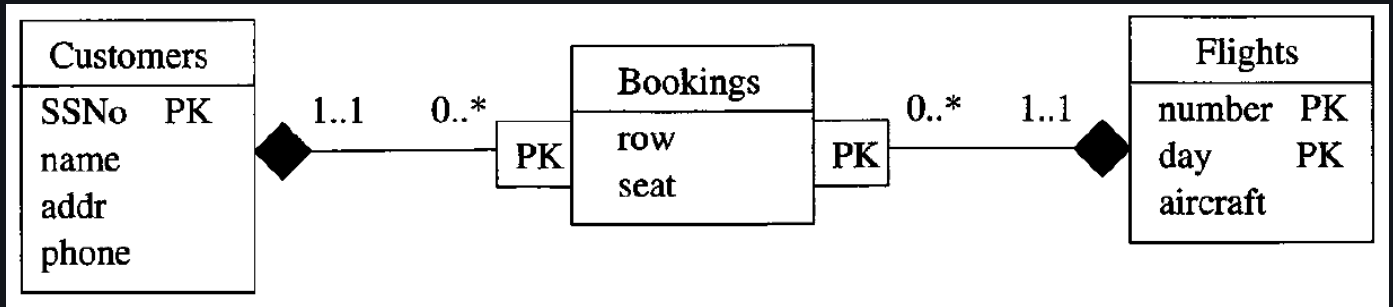 Customers
SSNo PK
name
addr
phone
1..1
0..*
PK
Bookings
row
seat
PK
0..*
1..1
Flights
number PK
day PK
aircraft